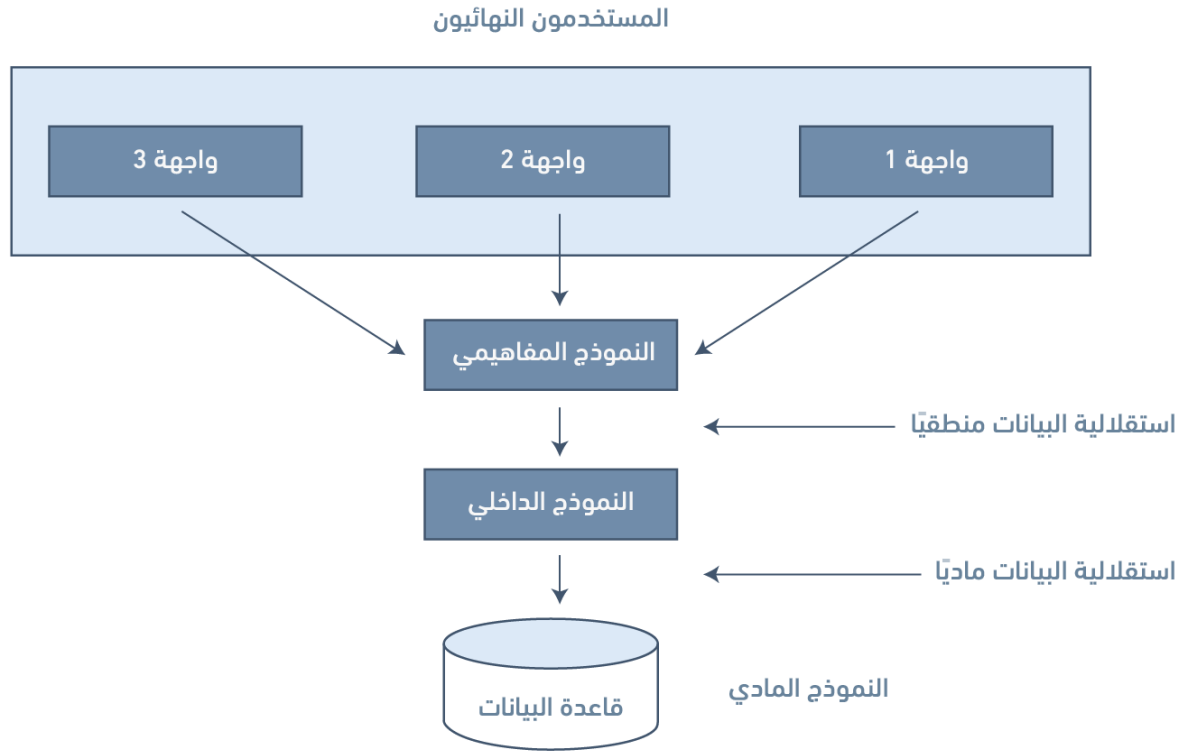 المستخدمون النهائيون
واجهة 1
واجهة 2
واجهة 3
النموذج المفاهيمي
استقلالية البيانات منطقيًا
النموذج الداخلي
استقلالية البيانات ماديًا
النموذج المادي
قاعدة البيانات